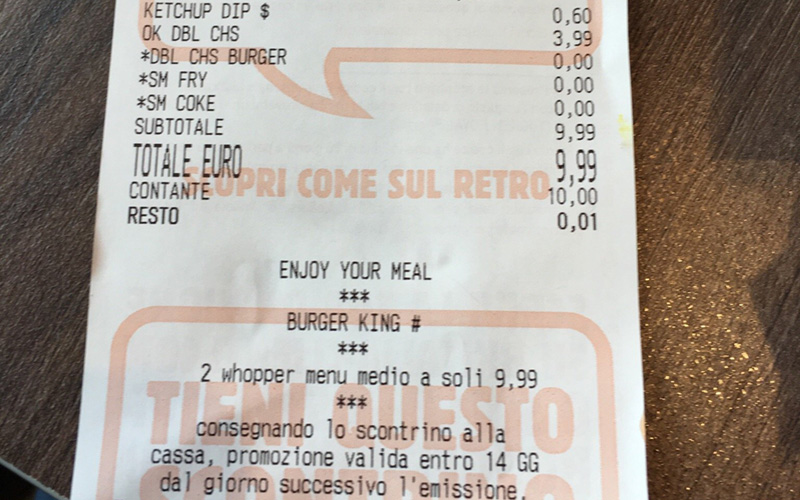 KETCHUP DIP $ 0,60
OK DBL CHS 3,99
*DBL CHS BURGER 0,00
*SM FRY 0,00
*SM COKE 0,00
SUBTOTALE 9,99
TOTALE EURO 9,99
SCOPRI COME SUL RETRO
CONTANTE 10,00
RESTO 0,01
ENJOY YOUR MEAL
***
BURGER KING #
***
2 whopper menu medio a soli 9,99
TIENI QUESTO
***
consegnando lo scontrino alla
cassa, promozione valida entro 14 GG
SCONTRINO
dal giorno successivo l'emissione.